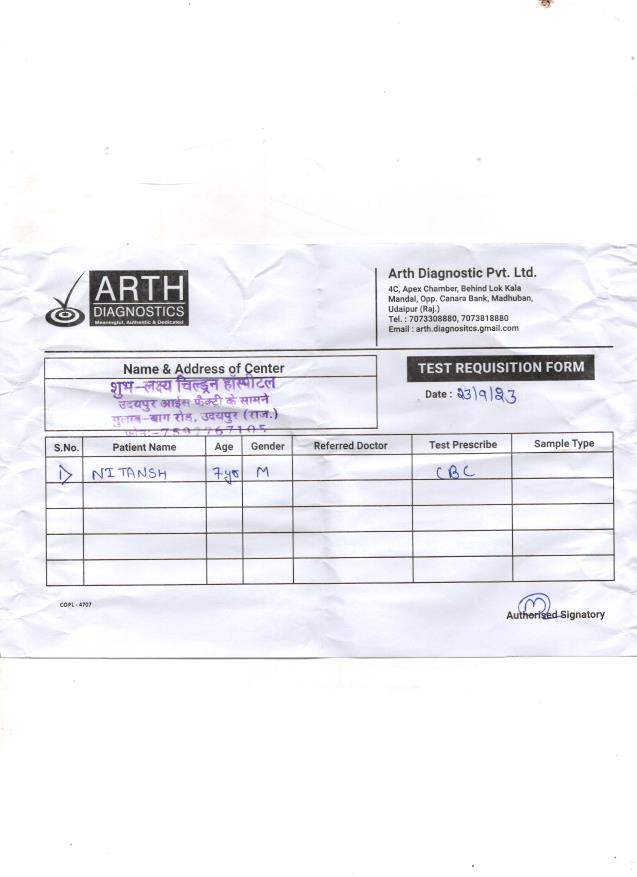 ARTH
DIAGNOSTICS
Meaningful, Authentic & Dedicated
Arth Diagnostic Pvt. Ltd.
4C, Apex Chamber, Behind Lok Kala
Mandal, Opp. Canara Bank, Madhuban,
Udaipur (Raj.)
Tel. : 7073308880, 7073818880
Email : arth.diagnositcs.gmail.com
Name & Address of Center
शुभ-लक्ष्य चिल्ड्रन हॉस्पीटल
उदयपुर आईस फैक्ट्री के सामने
गुलाब-बाग रोड, उदयपुर (राज.)
TEST REQUISITION FORM
Date : 23/9/23
S.No. Patient Name Age Gender Referred Doctor Test Prescribe Sample Type
1> NITANSH 7yr M CBC
COPL - 4707
Authorised Signatory